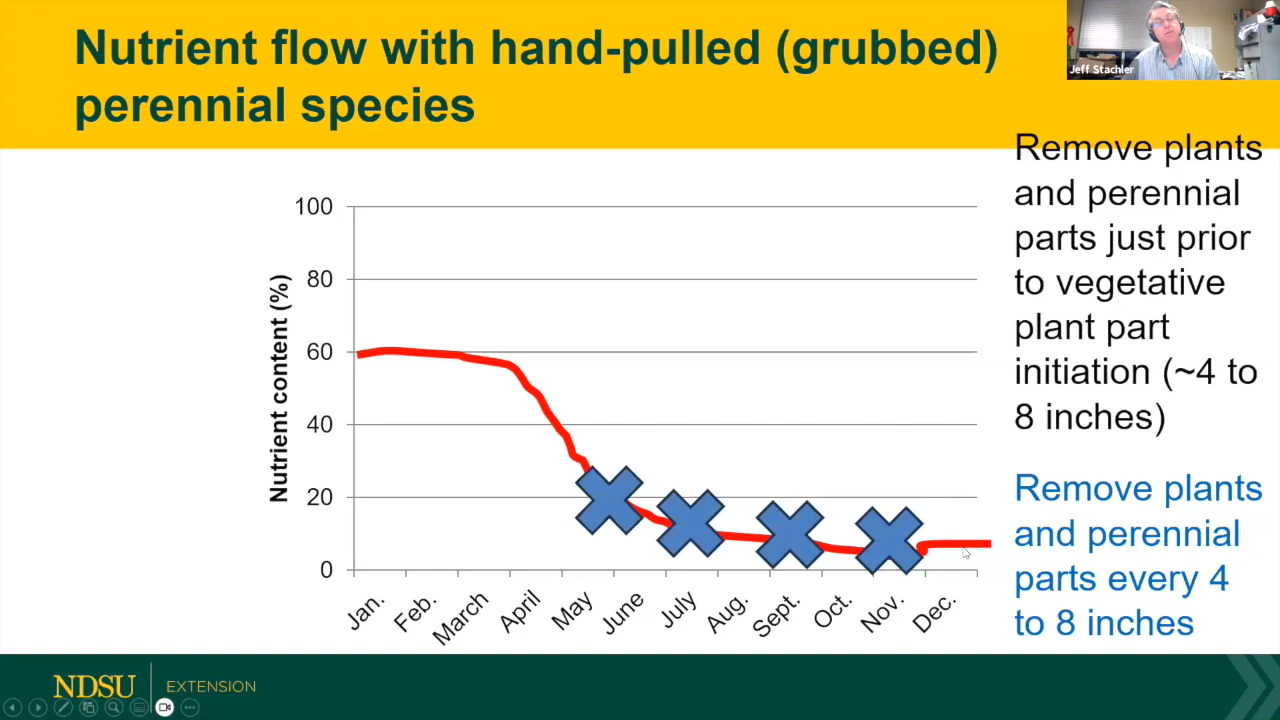 Nutrient flow with hand-pulled (grubbed)
perennial species
Jeff Stachler
Remove plants
and perennial
parts just prior
to vegetative
plant part
initiation (~4 to
8 inches)
Remove plants
and perennial
parts every 4
to 8 inches
Nutrient content (%)
100
80
60
40
20
0
Jan.
Feb.
March
April
May
June
July
Aug.
Sept.
Oct.
Nov.
Dec.
NDSU
EXTENSION